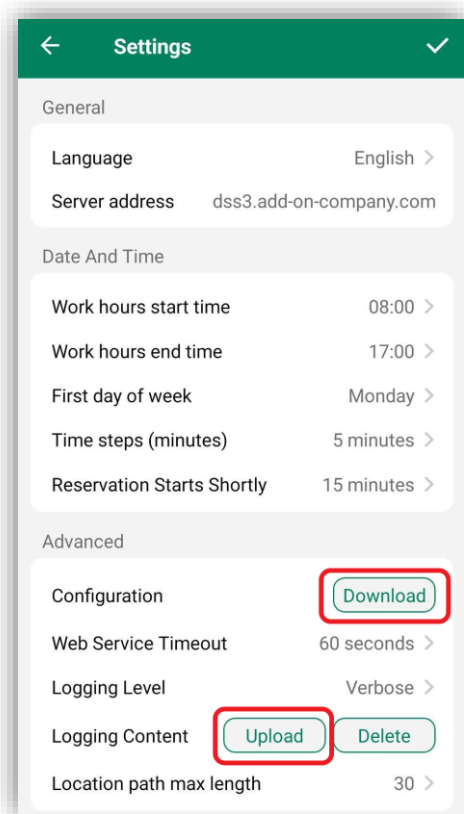 Settings
General
Language English
Server address dss3.add-on-company.com
Date And Time
Work hours start time 08:00
Work hours end time 17:00
First day of week Monday
Time steps (minutes) 5 minutes
Reservation Starts Shortly 15 minutes
Advanced
Configuration Download
Web Service Timeout 60 seconds
Logging Level Verbose
Logging Content Upload Delete
Location path max length 30